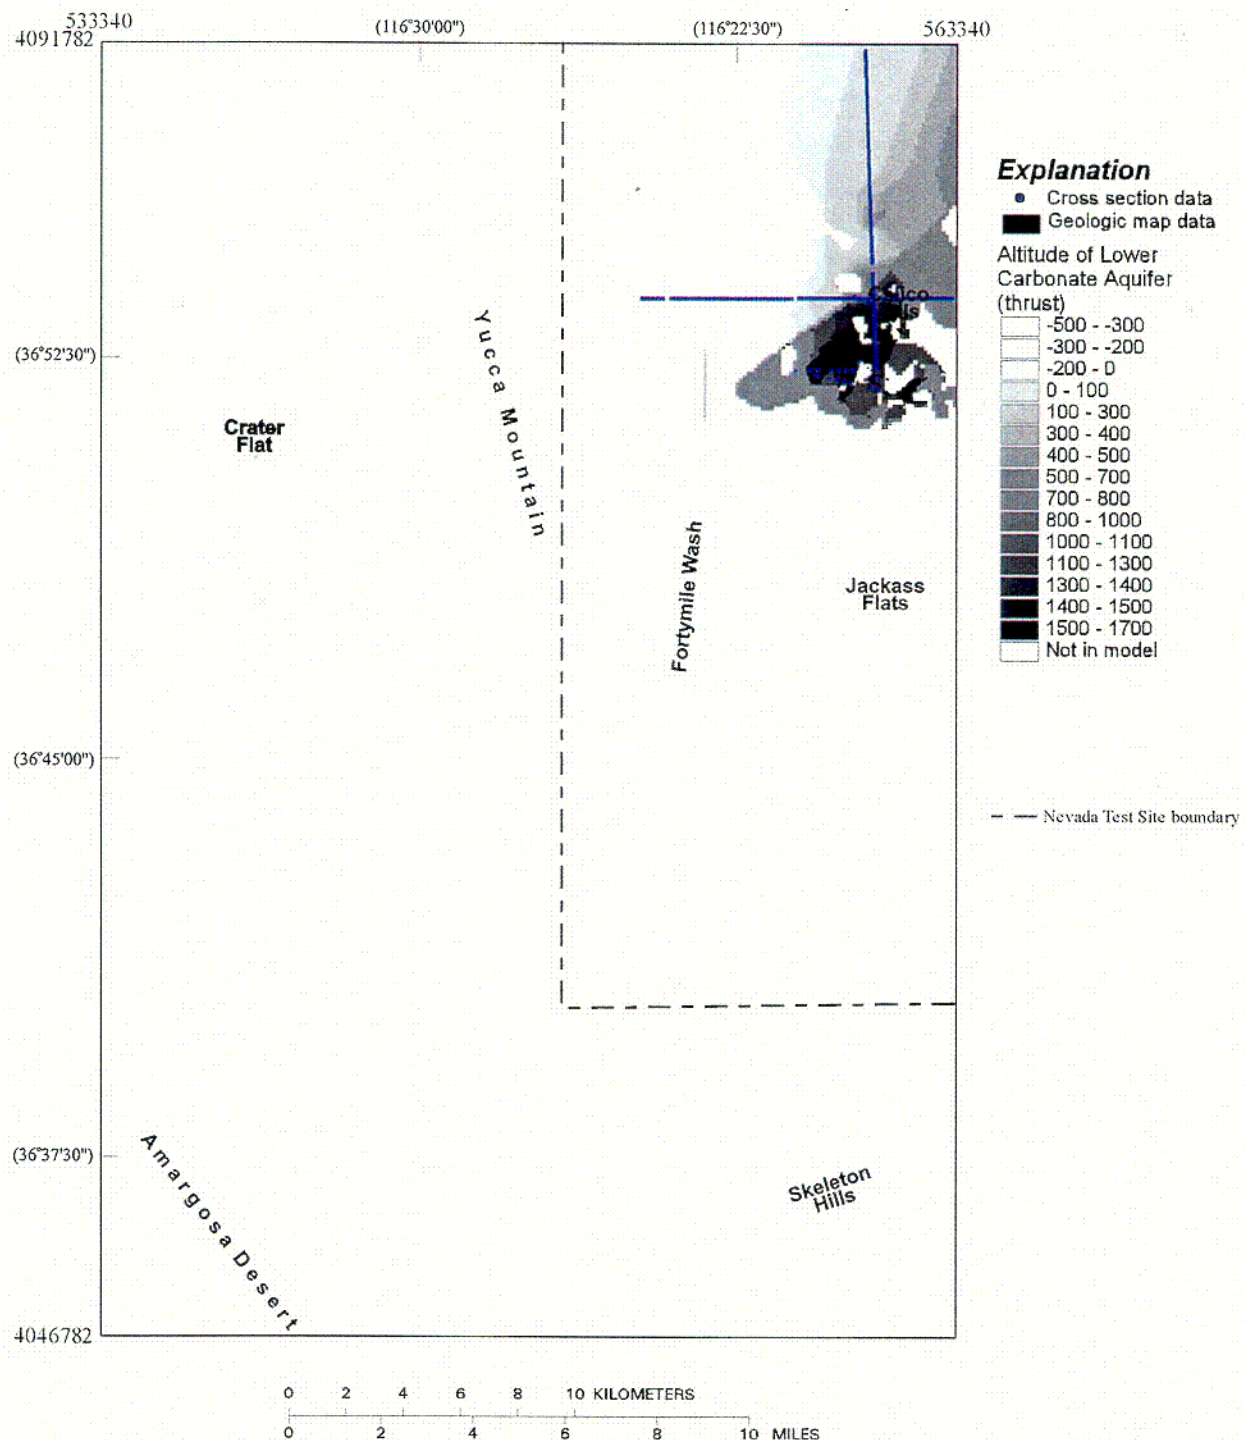 533340
4091782
(116°30'00")
(116°22'30")
563340
Explanation
Cross section data
Geologic map data
Altitude of Lower
Carbonate Aquifer
(thrust)
-500 - -300
-300 - -200
-200 - 0
0 - 100
100 - 300
300 - 400
400 - 500
500 - 700
700 - 800
800 - 1000
1000 - 1100
1100 - 1300
1300 - 1400
1400 - 1500
1500 - 1700
Not in model
Nevada Test Site boundary
(36°52'30")
Yucca Mountain
Crater
Flat
Fortymile Wash
Jackass
Flats
(36°45'00")
(36°37'30")
Amargosa Desert
Skeleton
Hills
4046782
0 2 4 6 8 10 KILOMETERS
0 2 4 6 8 10 MILES